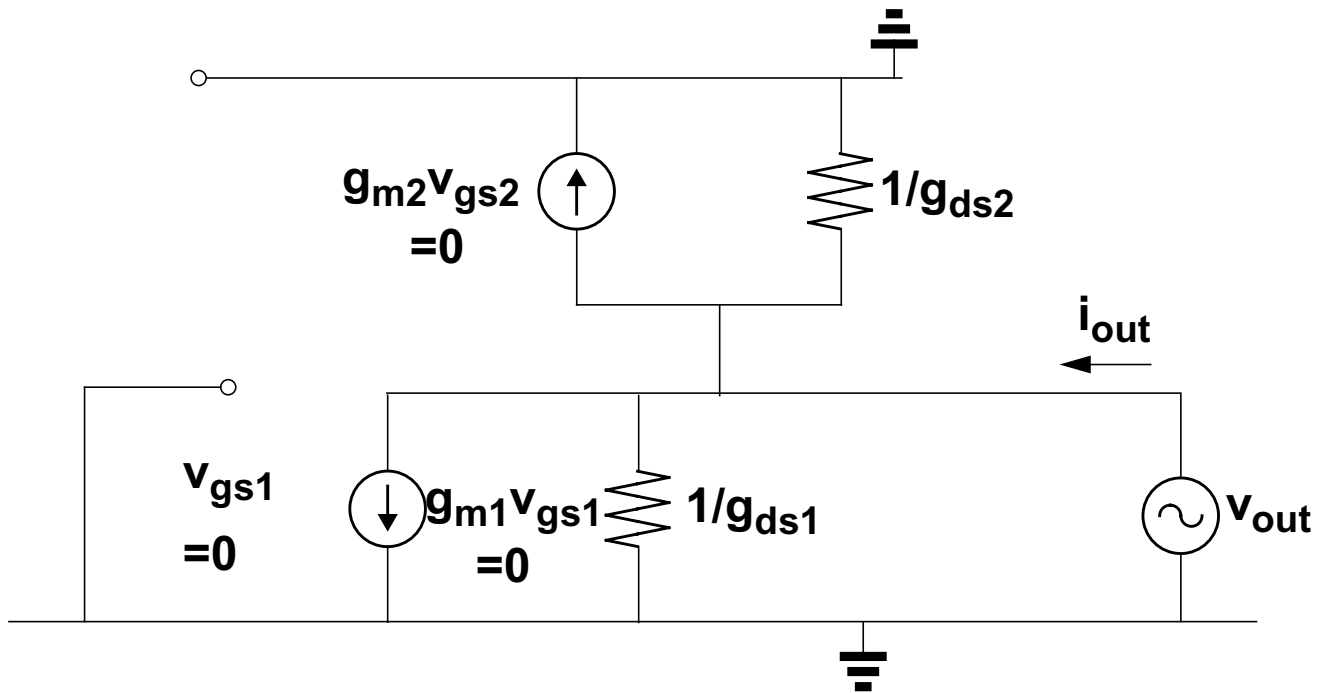 gm2vgs2
=0
1/gds2
iout
vgs1
=0
gm1vgs1
=0
1/gds1
vout